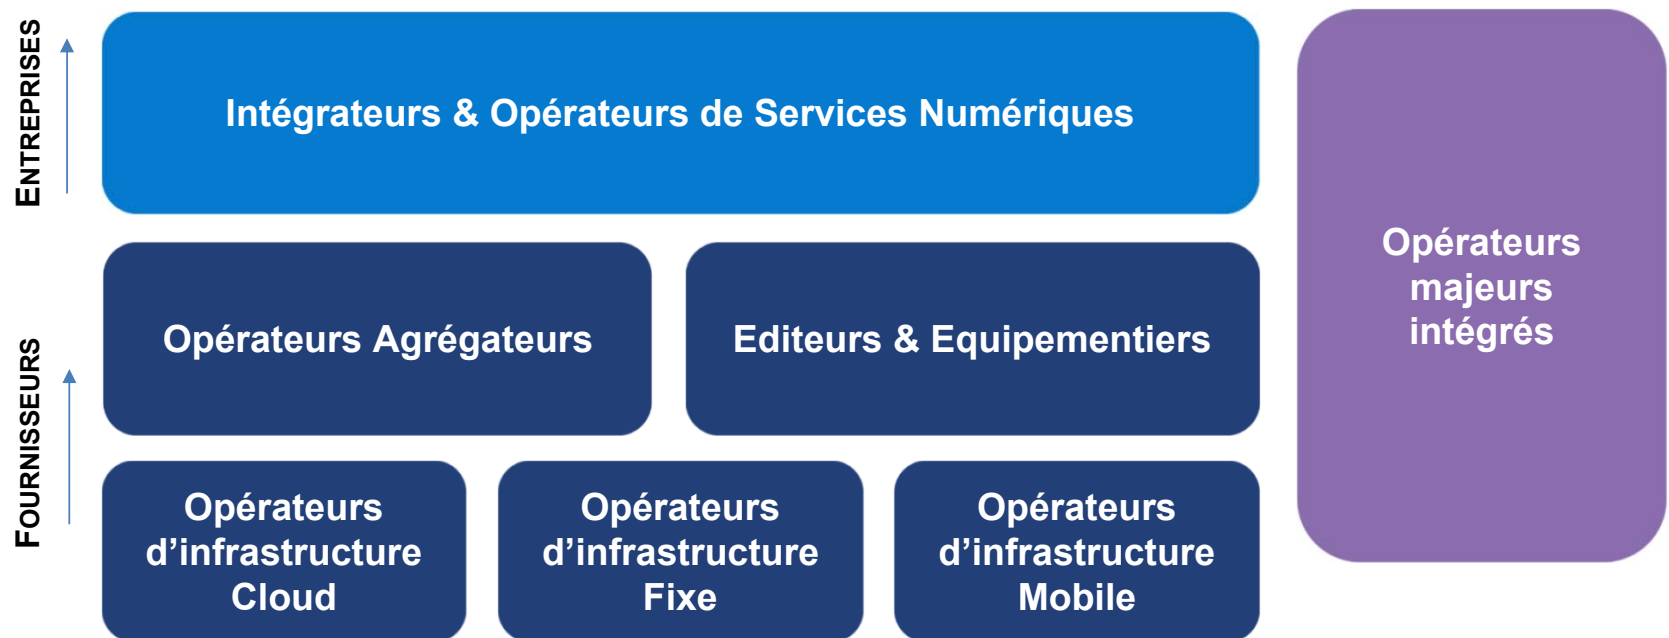 ENTREPRISES
Intégrateurs & Opérateurs de Services Numériques
Opérateurs
majeurs
intégrés
FOURNISSEURS
Opérateurs Agrégateurs
Editeurs & Equipementiers
Opérateurs
d’infrastructure
Cloud
Opérateurs
d’infrastructure
Fixe
Opérateurs
d’infrastructure
Mobile